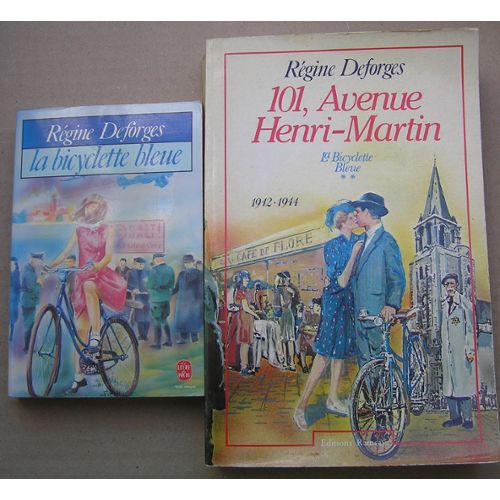 Régine Deforges
la bicyclette bleue
LE LIVRE
DE POCHE
Régine Deforges
101, Avenue
Henri-Martin
La Bicyclette
Bleue
**
1942-1944
CAFÉ DE FLORE
Editions Ramsay